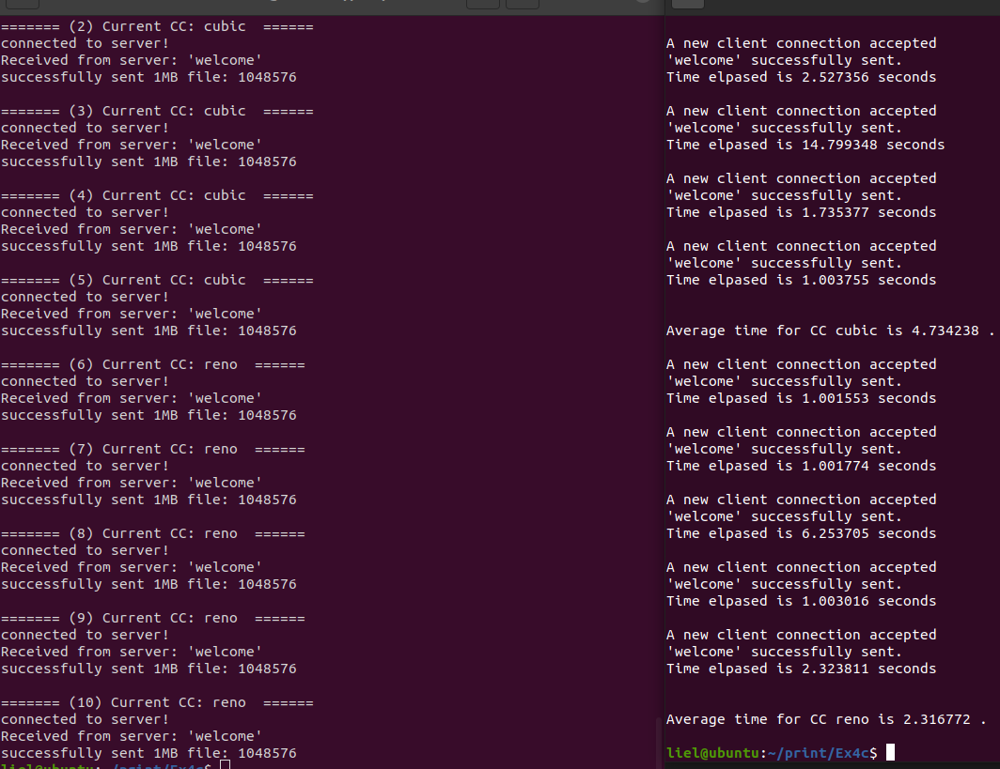 ======= (2) Current CC: cubic  ======
connected to server!
Received from server: 'welcome'
successfully sent 1MB file: 1048576
======= (3) Current CC: cubic  ======
connected to server!
Received from server: 'welcome'
successfully sent 1MB file: 1048576
======= (4) Current CC: cubic  ======
connected to server!
Received from server: 'welcome'
successfully sent 1MB file: 1048576
======= (5) Current CC: cubic  ======
connected to server!
Received from server: 'welcome'
successfully sent 1MB file: 1048576
======= (6) Current CC: reno  ======
connected to server!
Received from server: 'welcome'
successfully sent 1MB file: 1048576
======= (7) Current CC: reno  ======
connected to server!
Received from server: 'welcome'
successfully sent 1MB file: 1048576
======= (8) Current CC: reno  ======
connected to server!
Received from server: 'welcome'
successfully sent 1MB file: 1048576
======= (9) Current CC: reno  ======
connected to server!
Received from server: 'welcome'
successfully sent 1MB file: 1048576
======= (10) Current CC: reno  ======
connected to server!
Received from server: 'welcome'
successfully sent 1MB file: 1048576
liel@ubuntu:~/print/Ex4c$
A new client connection accepted
'welcome' successfully sent.
Time elpased is 2.527356 seconds
A new client connection accepted
'welcome' successfully sent.
Time elpased is 14.799348 seconds
A new client connection accepted
'welcome' successfully sent.
Time elpased is 1.735377 seconds
A new client connection accepted
'welcome' successfully sent.
Time elpased is 1.003755 seconds
Average time for CC cubic is 4.734238 .
A new client connection accepted
'welcome' successfully sent.
Time elpased is 1.001553 seconds
A new client connection accepted
'welcome' successfully sent.
Time elpased is 1.001774 seconds
A new client connection accepted
'welcome' successfully sent.
Time elpased is 6.253705 seconds
A new client connection accepted
'welcome' successfully sent.
Time elpased is 1.003016 seconds
A new client connection accepted
'welcome' successfully sent.
Time elpased is 2.323811 seconds
Average time for CC reno is 2.316772 .
liel@ubuntu:~/print/Ex4c$